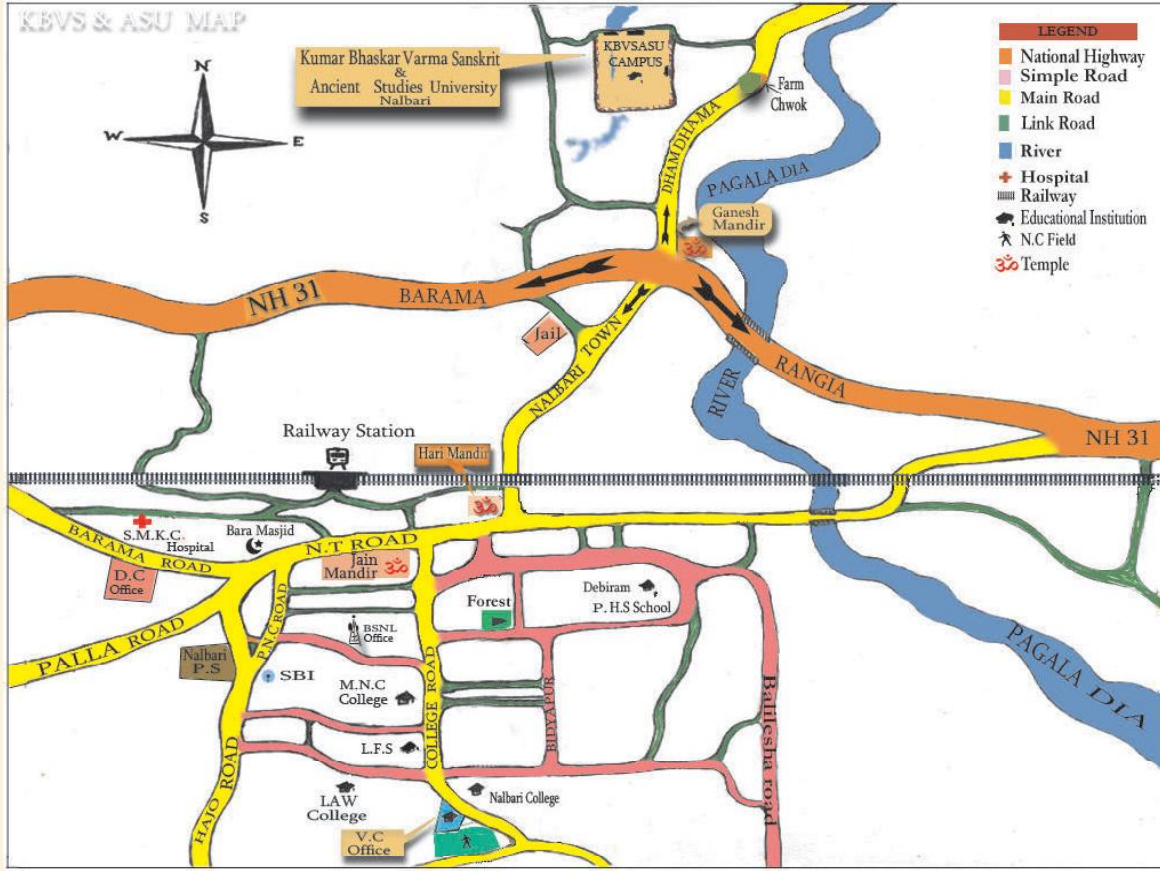 KBVS & ASU MAP
Kumar Bhaskar Varma Sanskrit
&
Ancient Studies University
Nalbari
KBVSASU
CAMPUS
Farm
Chwok
LEGEND
National Highway
Simple Road
Main Road
Link Road
River
Hospital
Railway
Educational Institution
N.C Field
Temple
N
W
E
S
DHAMDHAMA
PAGALADIA
Ganesh
Mandir
NH 31
BARAMA
Jail
NALBARI TOWN
RIVER
RANGIA
NH 31
Railway Station
Hari Mandir
S.M.K.C.
Hospital
Bara Masjid
BARAMA ROAD
N.T ROAD
D.C
Office
Jain
Mandir
PALLA ROAD
P.N.C ROAD
Nalbari
P.S
BSNL
Office
Forest
Debiram
P.H.S School
SBI
M.N.C
College
COLLEGE ROAD
BIDYAPUR
Balilesha road
PAGALA DIA
L.F.S
HAJO ROAD
LAW
College
Nalbari College
V.C
Office